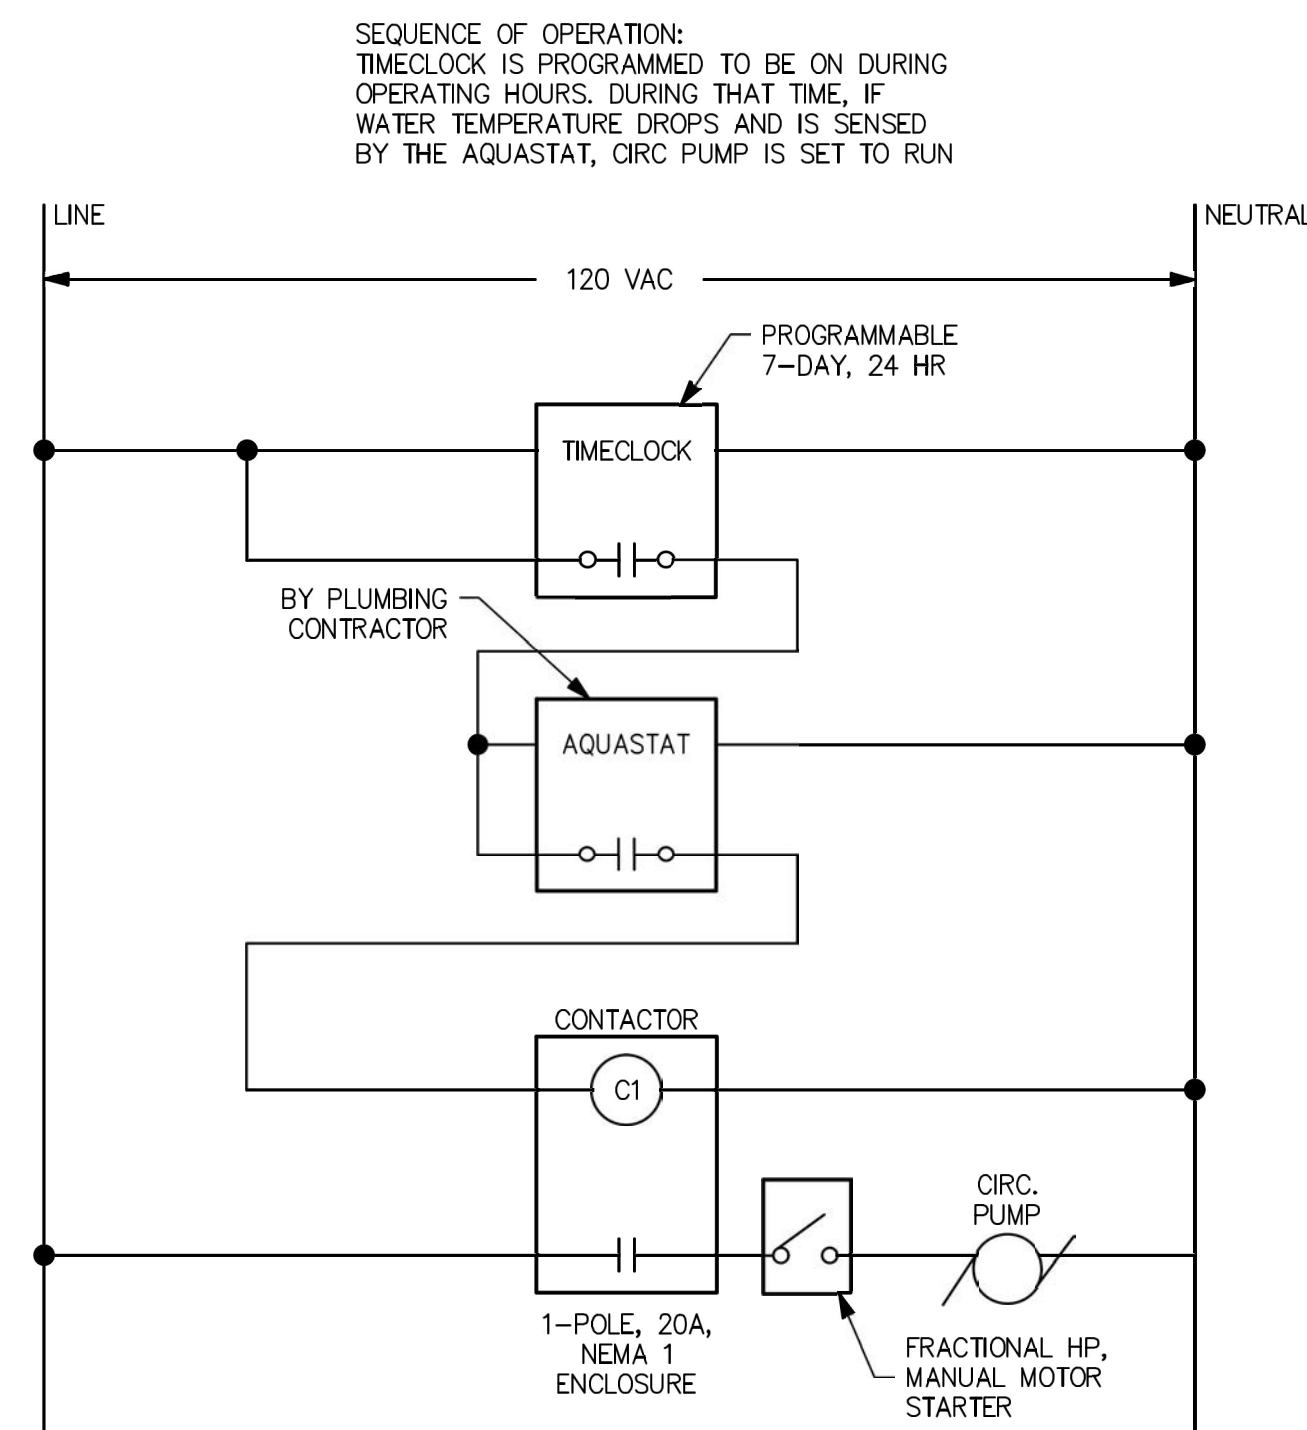 SEQUENCE OF OPERATION:
TIMECLOCK IS PROGRAMMED TO BE ON DURING
OPERATING HOURS. DURING THAT TIME, IF
WATER TEMPERATURE DROPS AND IS SENSED
BY THE AQUASTAT, CIRC PUMP IS SET TO RUN
LINE
NEUTRAL
120 VAC
PROGRAMMABLE
7-DAY, 24 HR
TIMECLOCK
BY PLUMBING
CONTRACTOR
AQUASTAT
CONTACTOR
C1
CIRC.
PUMP
1-POLE, 20A,
NEMA 1
ENCLOSURE
FRACTIONAL HP,
MANUAL MOTOR
STARTER